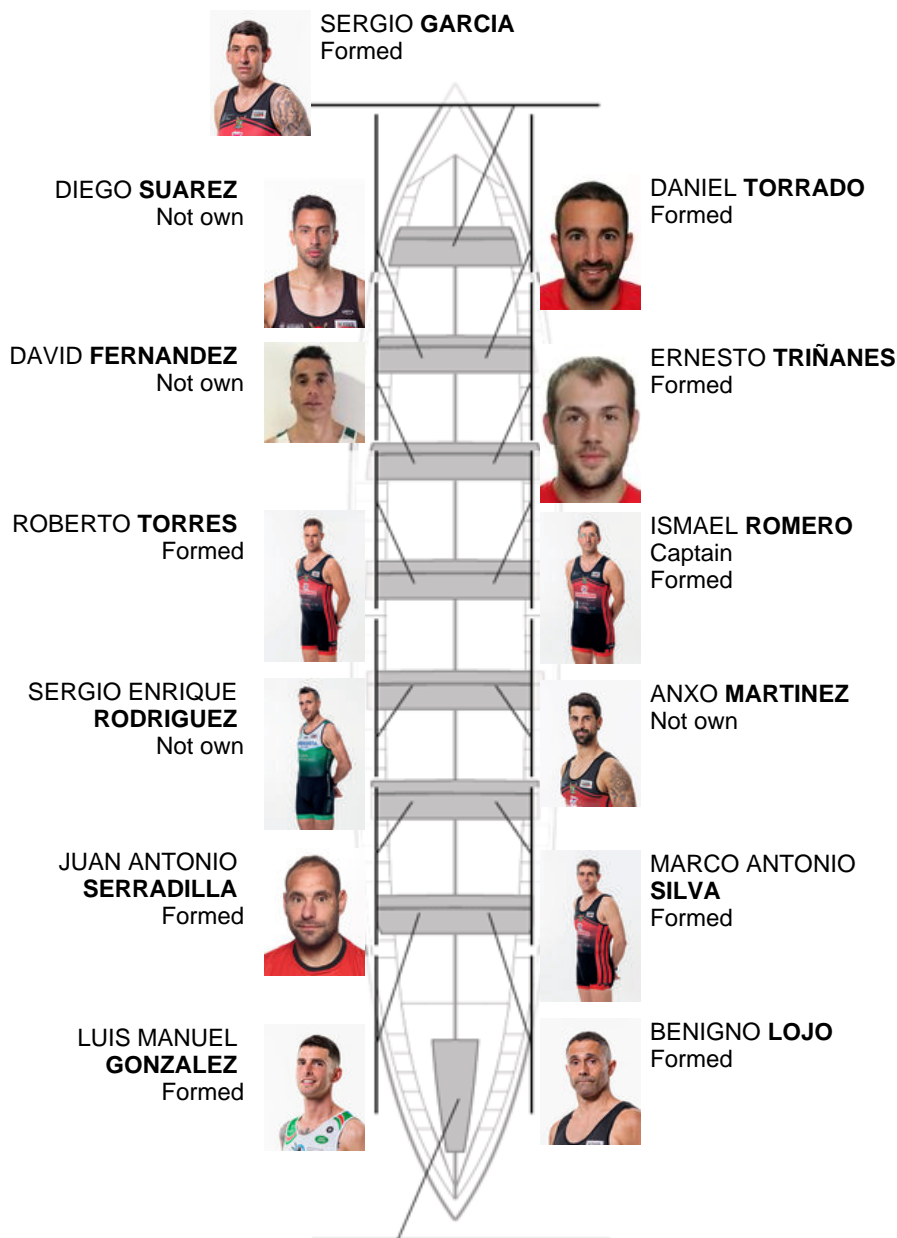 SERGIO GARCIA
Formed
DIEGO SUAREZ
Not own
DANIEL TORRADO
Formed
DAVID FERNANDEZ
Not own
ERNESTO TRIÑANES
Formed
ROBERTO TORRES
Formed
ISMAEL ROMERO
Captain
Formed
SERGIO ENRIQUE
RODRIGUEZ
Not own
ANXO MARTINEZ
Not own
JUAN ANTONIO
SERRADILLA
Formed
MARCO ANTONIO
SILVA
Formed
LUIS MANUEL
GONZALEZ
Formed
BENIGNO LOJO
Formed